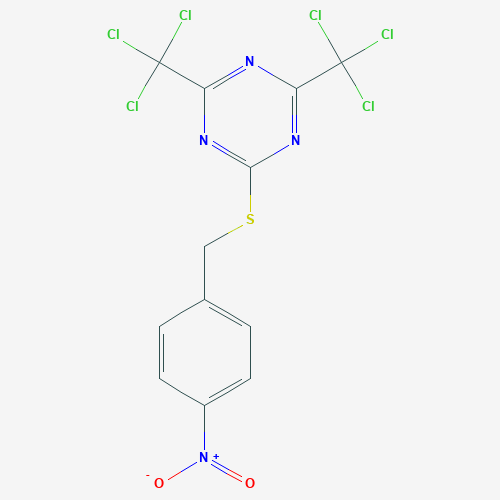 Cl Cl
Cl Cl
N
Cl Cl
N N
S
N +
- O O